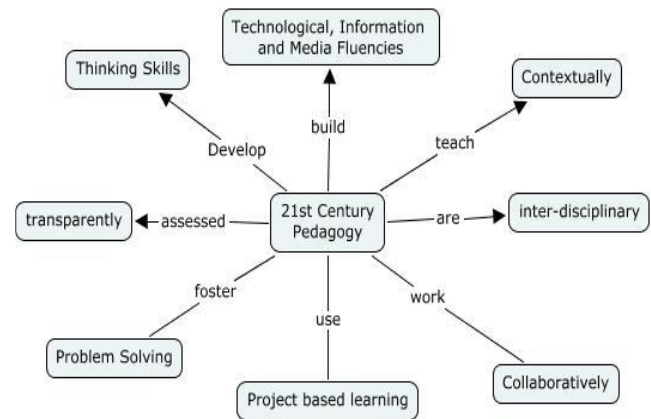 Technological, Information
and Media Fluencies
Thinking Skills
Contextually
build
Develop
teach
21st Century
Pedagogy
transparently
assessed
are
inter-disciplinary
foster
use
work
Problem Solving
Project based learning
Collaboratively